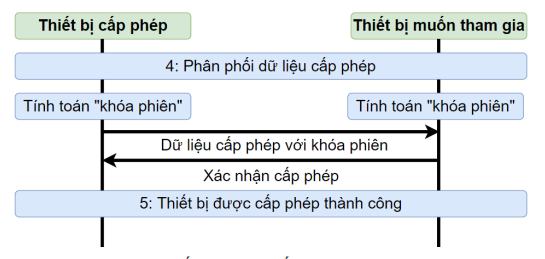 Thiết bị cấp phép
Thiết bị muốn tham gia
4: Phân phối dữ liệu cấp phép
Tính toán "khóa phiên"
Tính toán "khóa phiên"
Dữ liệu cấp phép với khóa phiên
Xác nhận cấp phép
5: Thiết bị được cấp phép thành công